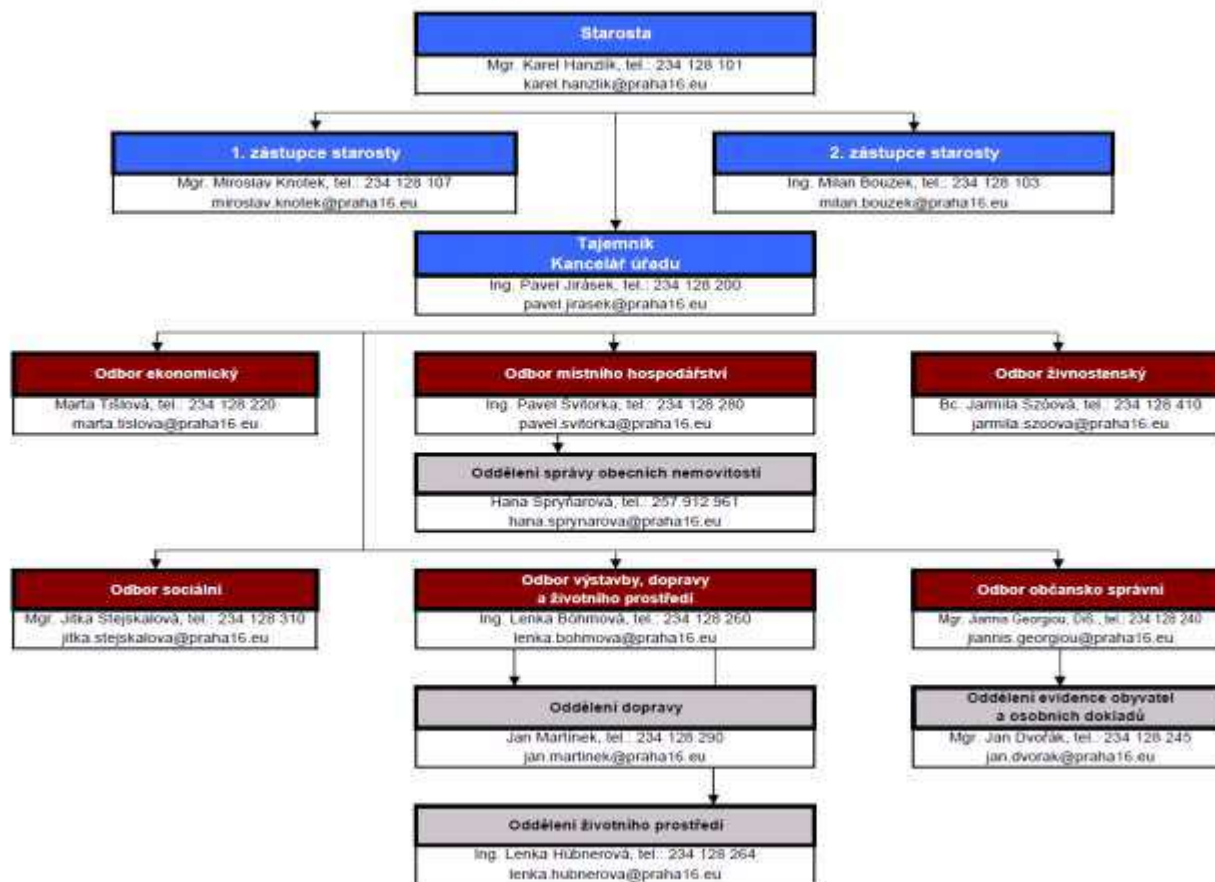 Starosta
Mgr. Karel Hanzlík, tel.: 234 128 101
karel.hanzlik@praha16.eu
1. zástupce starosty
Mgr. Miroslav Knotek, tel.: 234 128 107
miroslav.knotek@praha16.eu
2. zástupce starosty
Ing. Milan Bouzek, tel.: 234 128 103
milan.bouzek@praha16.eu
Tajemník
Kancelář úřadu
Ing. Pavel Jirásek, tel.: 234 128 200
pavel.jirasek@praha16.eu
Odbor ekonomický
Marta Tišlová, tel.: 234 128 220
marta.tislova@praha16.eu
Odbor místního hospodářství
Ing. Pavel Svitorka, tel.: 234 128 280
pavel.svitorka@praha16.eu
Odbor živnostenský
Bc. Jarmila Szóová, tel.: 234 128 410
jarmila.szoova@praha16.eu
Oddělení správy obecních nemovitostí
Hana Spryňarová, tel.: 257 912 961
hana.sprynarova@praha16.eu
Odbor sociální
Mgr. Jitka Stejskalová, tel.: 234 128 310
jitka.stejskalova@praha16.eu
Odbor výstavby, dopravy
a životního prostředí
Ing. Lenka Böhmová, tel.: 234 128 260
lenka.bohmova@praha16.eu
Odbor občansko správní
Mgr. Jiannis Georgiou, DiS., tel.: 234 128 240
jiannis.georgiou@praha16.eu
Oddělení dopravy
Jan Martinek, tel.: 234 128 290
jan.martinek@praha16.eu
Oddělení evidence obyvatel
a osobních dokladů
Mgr. Jan Dvořák, tel.: 234 128 245
jan.dvorak@praha16.eu
Oddělení životního prostředí
Ing. Lenka Hübnerová, tel.: 234 128 264
lenka.hubnerova@praha16.eu